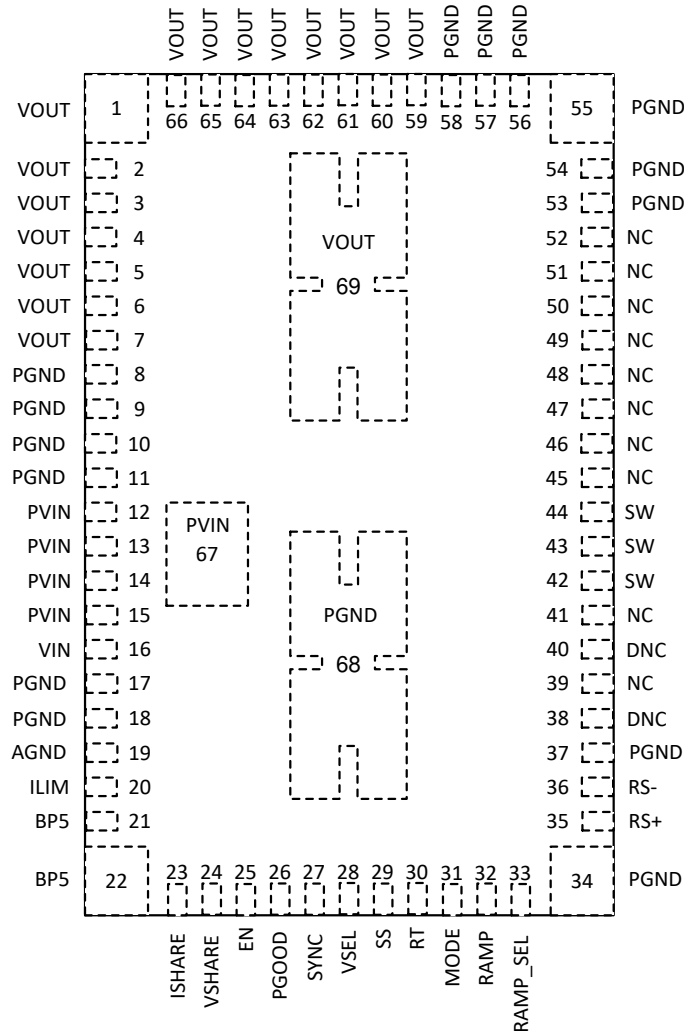 VOUT VOUT VOUT VOUT VOUT VOUT VOUT VOUT PGND PGND PGND
66 65 64 63 62 61 60 59 58 57 56
VOUT 1 55 PGND
VOUT 2 54 PGND
VOUT 3 53 PGND
VOUT 4 52 NC
VOUT 5 51 NC
VOUT 6 50 NC
VOUT 7 49 NC
PGND 8 48 NC
PGND 9 47 NC
PGND 10 46 NC
PGND 11 45 NC
PVIN 12 44 SW
PVIN 13 43 SW
PVIN 14 42 SW
PVIN 15 41 NC
VIN 16 40 DNC
PGND 17 39 NC
PGND 18 38 DNC
AGND 19 37 PGND
ILIM 20 36 RS-
BP5 21 35 RS+
BP5 22 34 PGND
VOUT
69
PVIN
67
PGND
68
23 24 25 26 27 28 29 30 31 32 33
ISHARE VSHARE EN PGOOD SYNC VSEL SS RT MODE RAMP RAMP_SEL